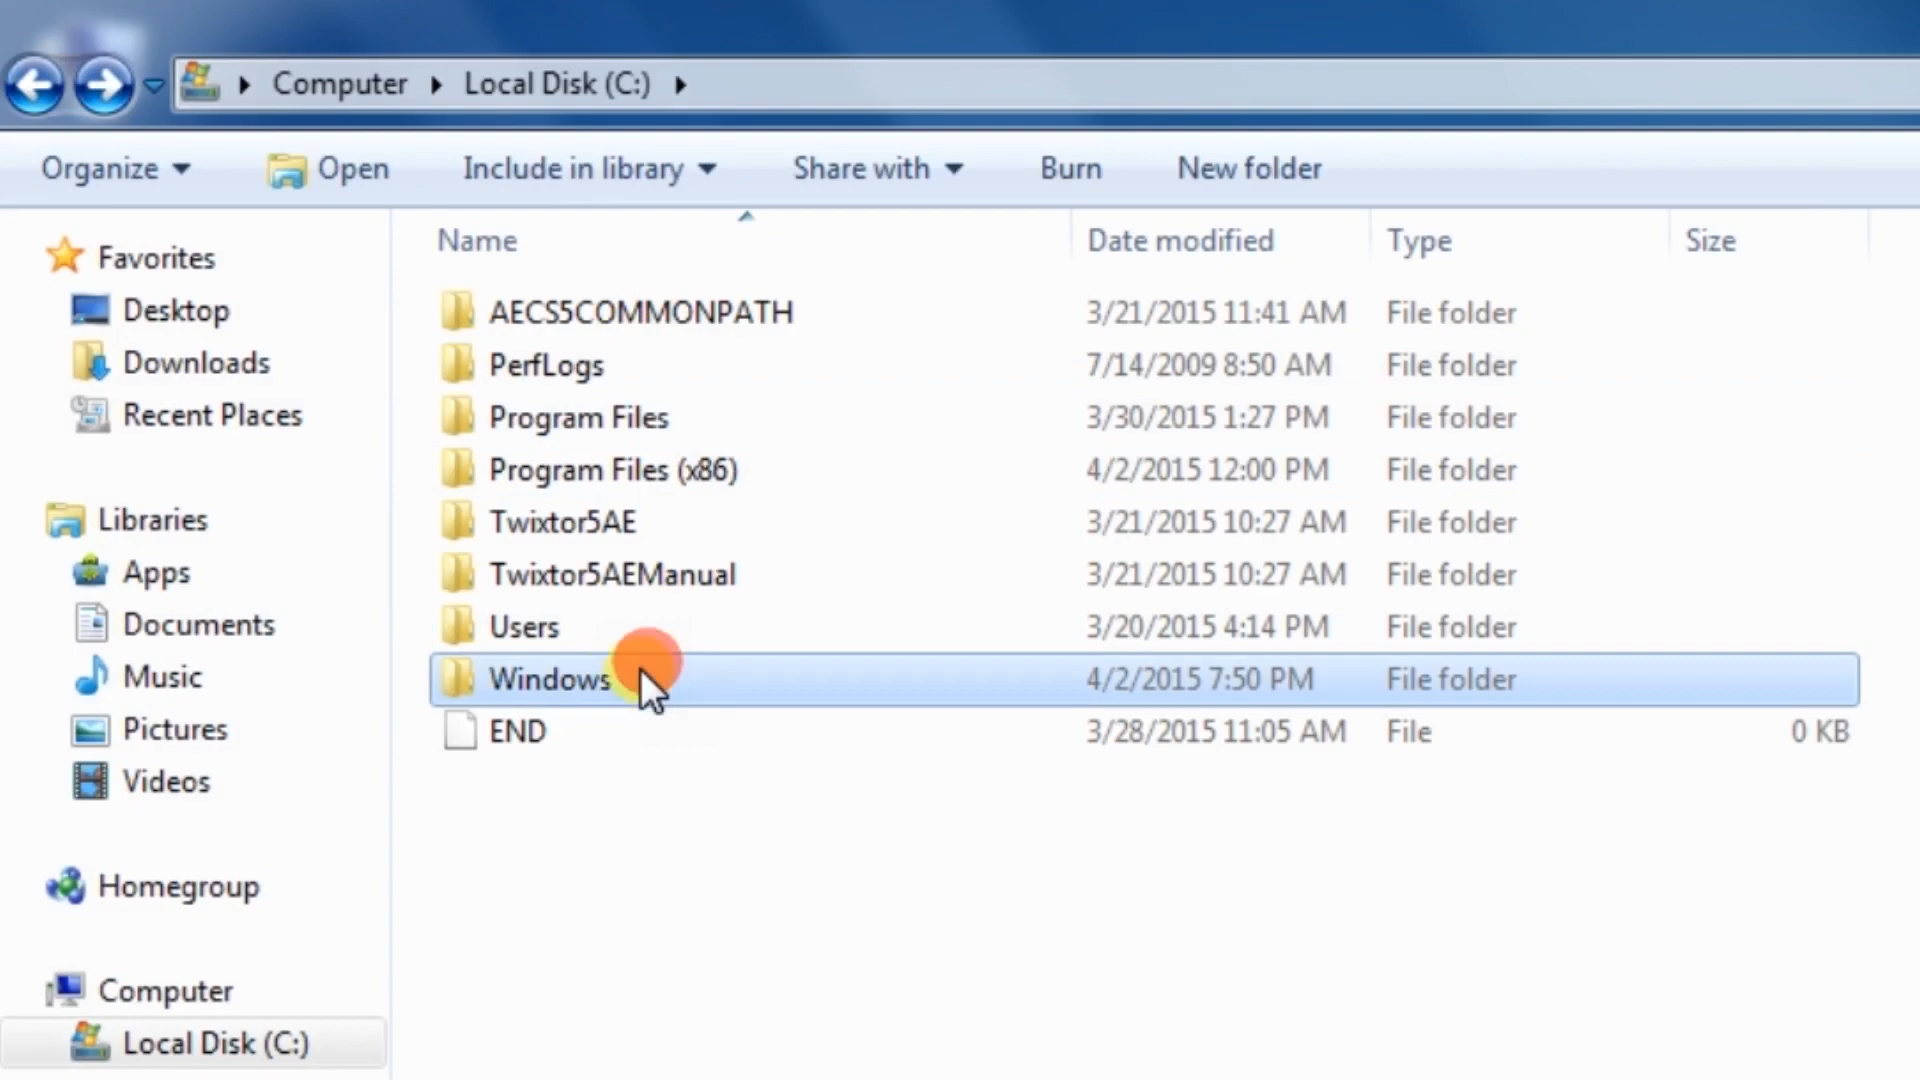 Computer Local Disk (C:)
Organize Open Include in library Share with Burn New folder
Name Date modified Type Size
Favorites
Desktop
Downloads
Recent Places
Libraries
Apps
Documents
Music
Pictures
Videos
Homegroup
Computer
Local Disk (C:)
AECS5COMMONPATH 3/21/2015 11:41 AM File folder
PerfLogs 7/14/2009 8:50 AM File folder
Program Files 3/30/2015 1:27 PM File folder
Program Files (x86) 4/2/2015 12:00 PM File folder
Twixtor5AE 3/21/2015 10:27 AM File folder
Twixtor5AEManual 3/21/2015 10:27 AM File folder
Users 3/20/2015 4:14 PM File folder
Windows 4/2/2015 7:50 PM File folder
END 3/28/2015 11:05 AM File 0 KB